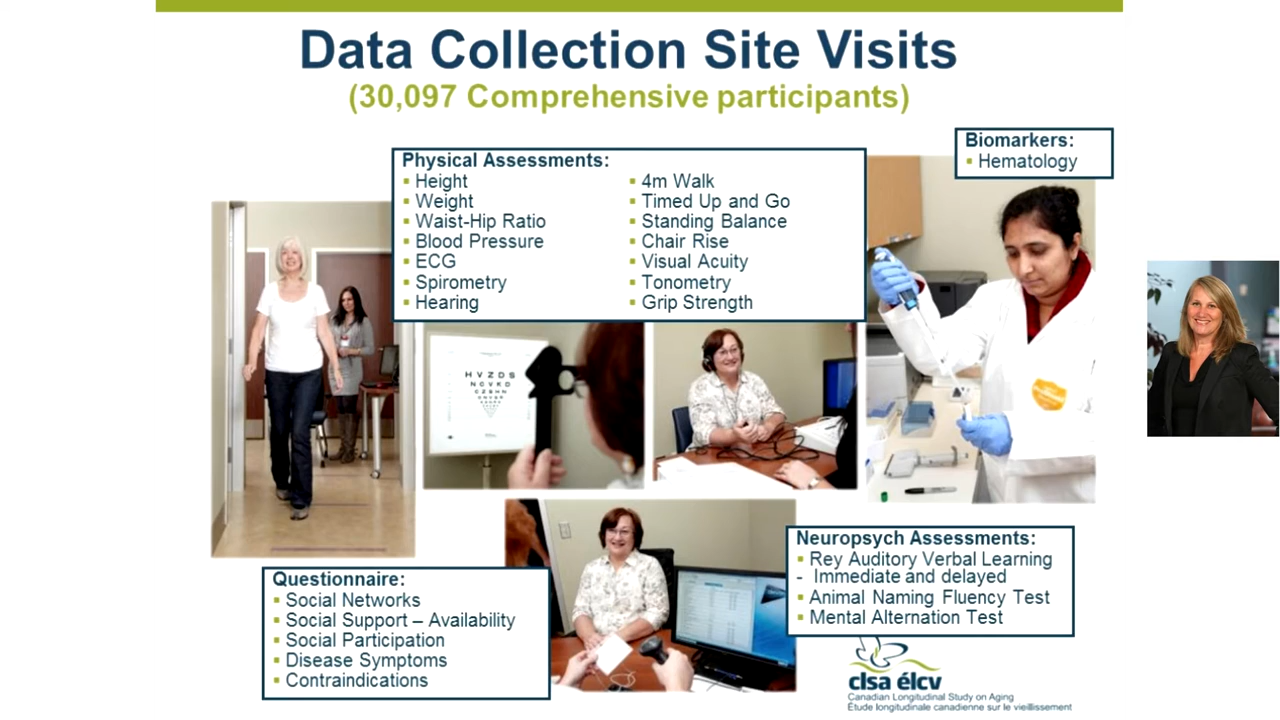 Data Collection Site Visits
(30,097 Comprehensive participants)
Biomarkers:
▪ Hematology
Physical Assessments:
▪ Height
▪ Weight
▪ Waist-Hip Ratio
▪ Blood Pressure
▪ ECG
▪ Spirometry
▪ Hearing
▪ 4m Walk
▪ Timed Up and Go
▪ Standing Balance
▪ Chair Rise
▪ Visual Acuity
▪ Tonometry
▪ Grip Strength
H V Z D S
N C V K D
C Z S H N
Neuropsych Assessments:
▪ Rey Auditory Verbal Learning
- Immediate and delayed
▪ Animal Naming Fluency Test
▪ Mental Alternation Test
Questionnaire:
▪ Social Networks
▪ Social Support – Availability
▪ Social Participation
▪ Disease Symptoms
▪ Contraindications
clsa élcv
Canadian Longitudinal Study on Aging
Étude longitudinale canadienne sur le vieillissement